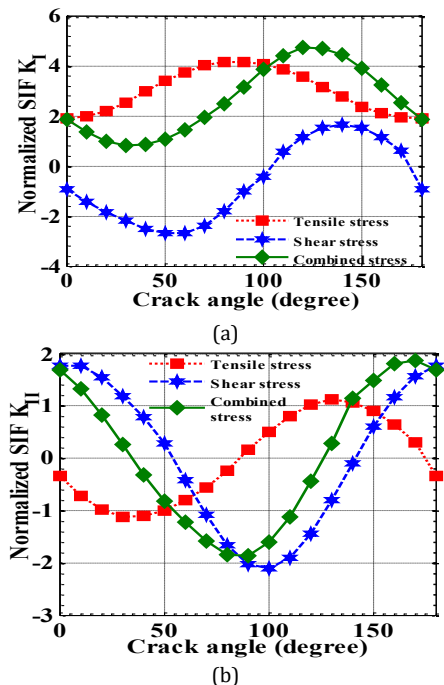 Normalized SIF K_I
6
4
2
0
-2
-4
Tensile stress
Shear stress
Combined stress
0 50 100 150
Crack angle (degree)
(a)
Normalized SIF K_II
2
1
0
-1
-2
-3
Tensile stress
Shear stress
Combined
stress
0 50 100 150
Crack angle (degree)
(b)